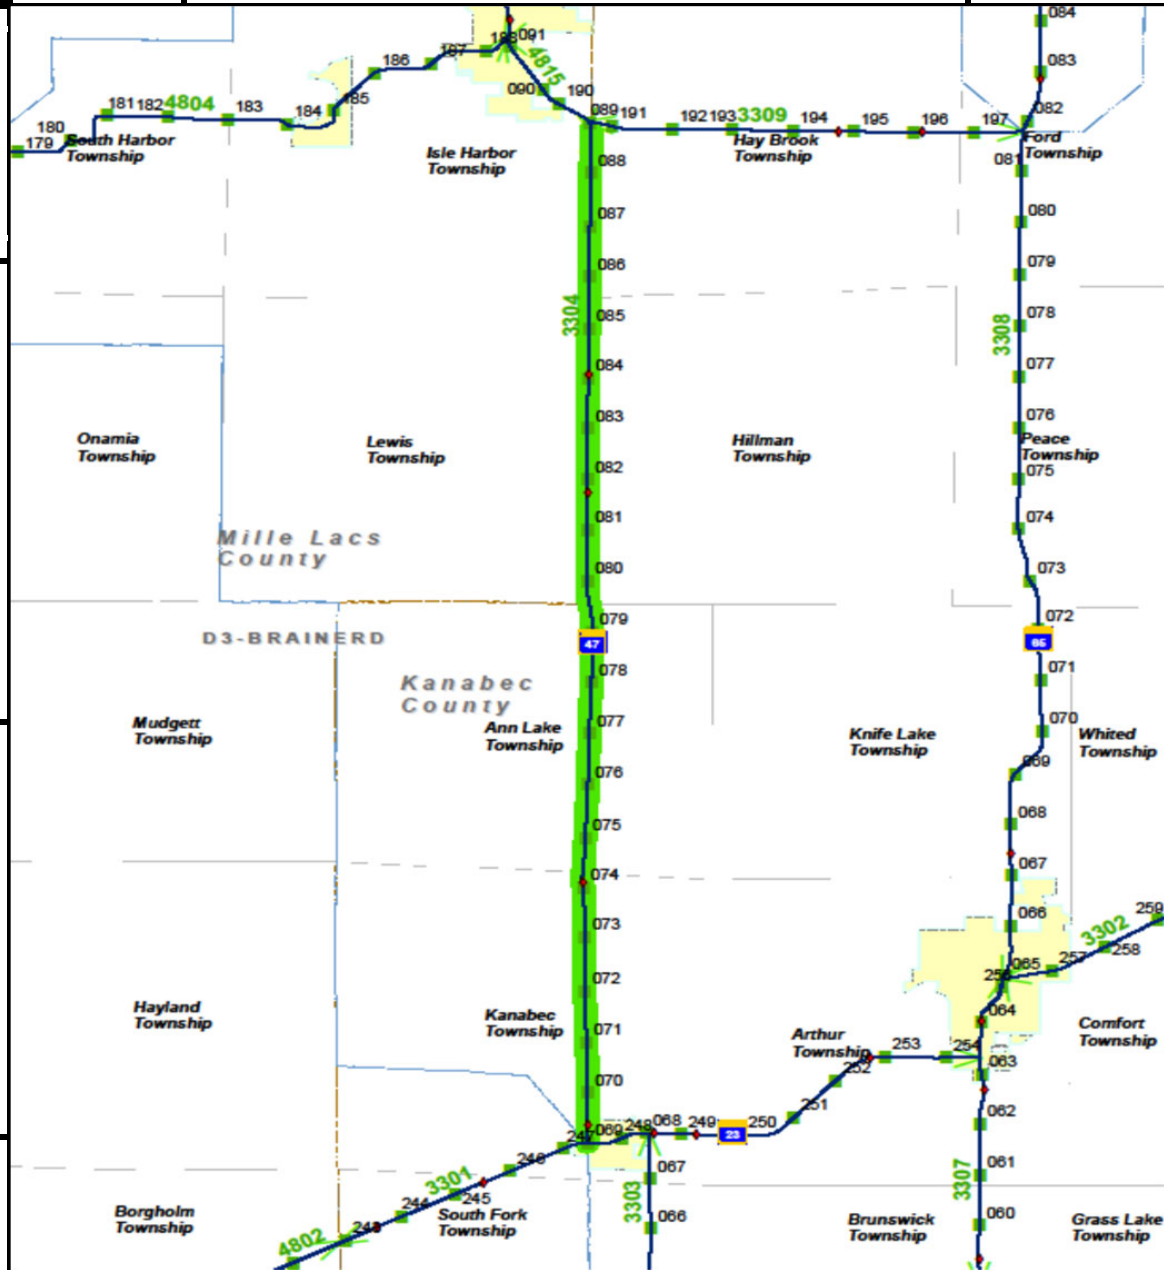 084
091
188
187
4815
083
186
181 182 4804 183 184 185
090 190
089 191
082
192 193 3309 194 195 196 197
180
179
South Harbor
Township
Isle Harbor
Township
Hay Brook
Township
Ford
Township
088
081
087
080
086
079
3304
085
078
3308
084
077
083
076
Onamia
Township
Lewis
Township
Hillman
Township
Peace
Township
082
075
081
074
Mille Lacs
County
080
073
079
072
D3-BRAINERD
47
65
078
071
Kanabec
County
077
070
Mudgett
Township
Ann Lake
Township
Knife Lake
Township
Whited
Township
076
069
075
068
074
067
073
066
259
3302
258
257
065
072
064
Hayland
Township
Kanabec
Township
Arthur
Township
Comfort
Township
071
253
254
063
252
070
251
062
069
248
068
249
23
250
247
246
067
061
3301
245
3303
3307
244
066
060
243
4802
Borgholm
Township
South Fork
Township
Brunswick
Township
Grass Lake
Township